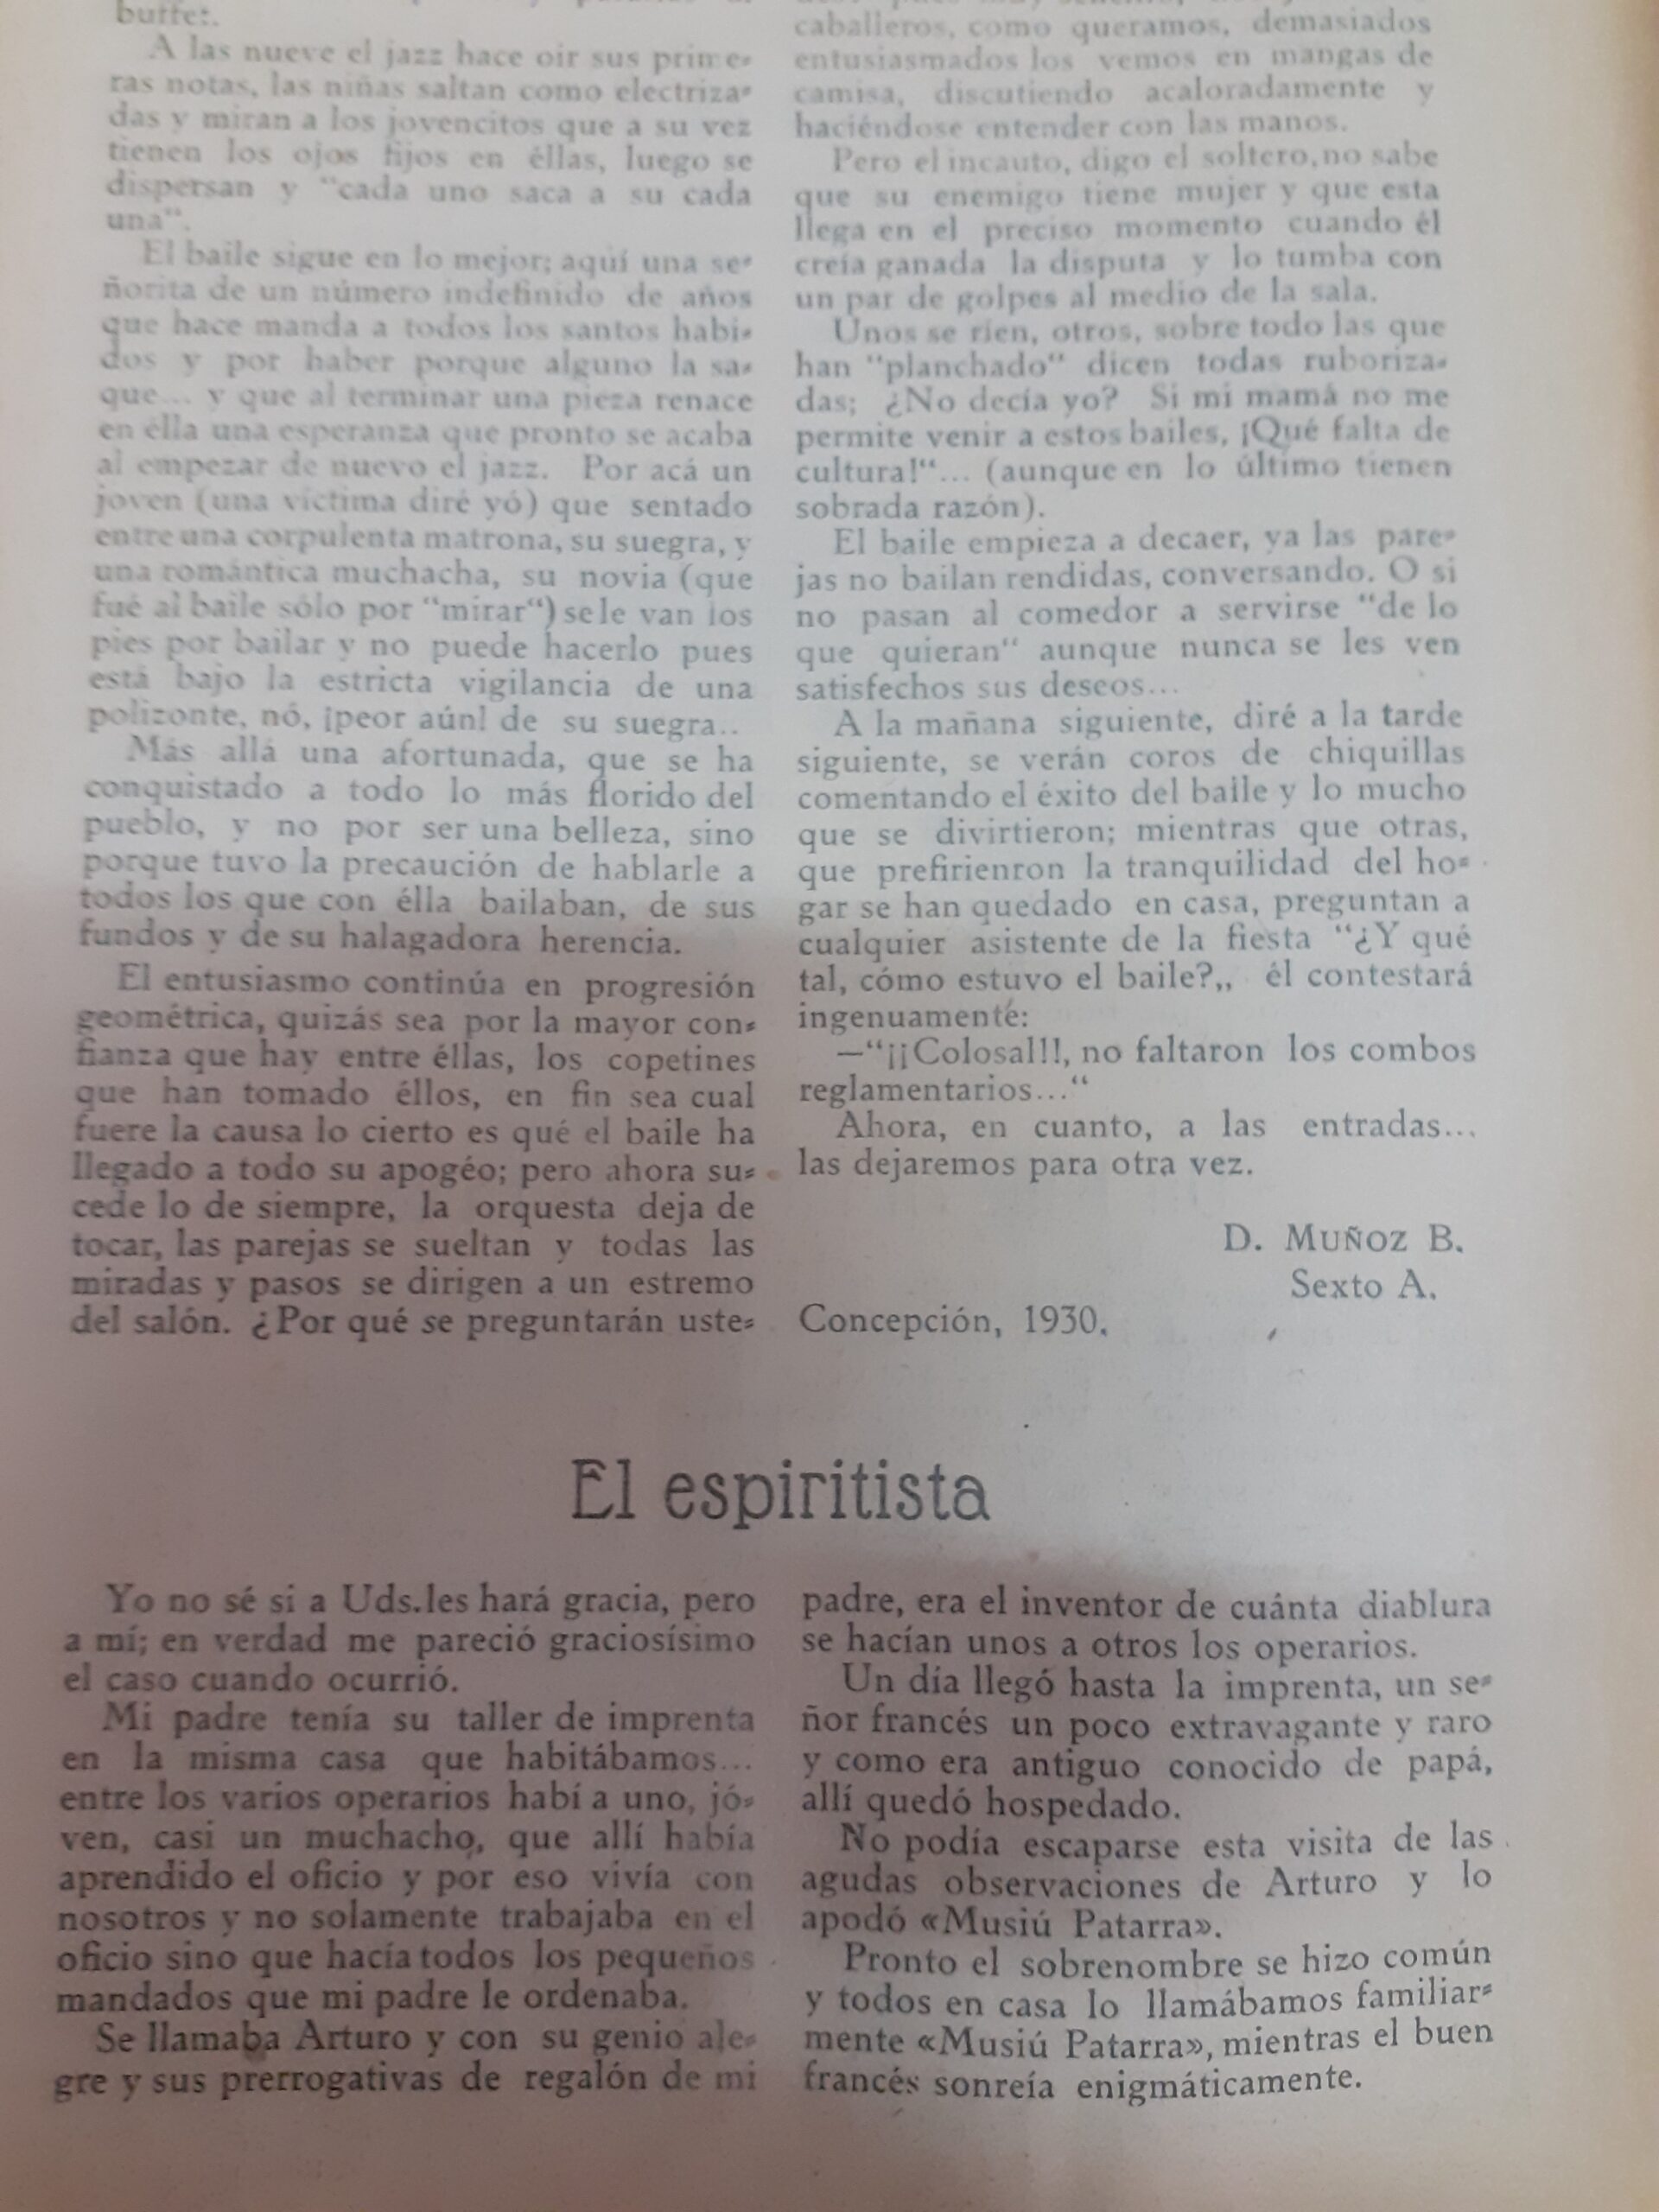 buffet.
A las nueve el jazz hace oir sus prime-
ras notas, las niñas saltan como electriza-
das y miran a los jovencitos que a su vez
tienen los ojos fijos en éllas, luego se
dispersan y "cada uno saca a su cada
una".
El baile sigue en lo mejor; aquí una se-
ñorita de un número indefinido de años
que hace manda a todos los santos habi-
dos y por haber porque alguno la sa-
que... y que al terminar una pieza renace
en élla una esperanza que pronto se acaba
al empezar de nuevo el jazz. Por acá un
joven (una víctima diré yó) que sentado
entre una corpulenta matrona, su suegra, y
una romántica muchacha, su novia (que
fué al baile sólo por "mirar") se le van los
pies por bailar y no puede hacerlo pues
está bajo la estricta vigilancia de una
polizonte, nó, ¡peor aún! de su suegra..
Más allá una afortunada, que se ha
conquistado a todo lo más florido del
pueblo, y no por ser una belleza, sino
porque tuvo la precaución de hablarle a
todos los que con élla bailaban, de sus
fundos y de su halagadora herencia.
El entusiasmo continúa en progresión
geométrica, quizás sea por la mayor con-
fianza que hay entre éllas, los copetines
que han tomado éllos, en fin sea cual
fuere la causa lo cierto es qué el baile ha
llegado a todo su apogéo; pero ahora su-
cede lo de siempre, la orquesta deja de
tocar, las parejas se sueltan y todas las
miradas y pasos se dirigen a un estremo
del salón. ¿Por qué se preguntarán uste-
caballeros, como queramos, demasiados
entusiasmados los vemos en mangas de
camisa, discutiendo acaloradamente y
haciéndose entender con las manos.
Pero el incauto, digo el soltero, no sabe
que su enemigo tiene mujer y que esta
llega en el preciso momento cuando él
creía ganada la disputa y lo tumba con
un par de golpes al medio de la sala.
Unos se rien, otros, sobre todo las que
han "planchado" dicen todas ruboriza-
das; ¿No decía yo? Si mi mamá no me
permite venir a estos bailes, ¡Qué falta de
cultura!"... (aunque en lo último tienen
sobrada razón).
El baile empieza a decaer, ya las pare-
jas no bailan rendidas, conversando. O si
no pasan al comedor a servirse "de lo
que quieran" aunque nunca se les ven
satisfechos sus deseos...
A la mañana siguiente, diré a la tarde
siguiente, se verán coros de chiquillas
comentando el éxito del baile y lo mucho
que se divirtieron; mientras que otras,
que prefirienron la tranquilidad del ho-
gar se han quedado en casa, preguntan a
cualquier asistente de la fiesta "¿Y qué
tal, cómo estuvo el baile?,, él contestará
ingenuamente:
—"¡¡Colosal!!, no faltaron los combos
reglamentarios..."
Ahora, en cuanto, a las entradas...
las dejaremos para otra vez.
D. MUÑOZ B.
Sexto A.
Concepción, 1930.
El espiritista
Yo no sé si a Uds. les hará gracia, pero
a mí; en verdad me pareció graciosísimo
el caso cuando ocurrió.
Mi padre tenía su taller de imprenta
en la misma casa que habitábamos...
entre los varios operarios habí a uno, jó-
ven, casi un muchacho, que allí había
aprendido el oficio y por eso vivía con
nosotros y no solamente trabajaba en el
oficio sino que hacía todos los pequeños
mandados que mi padre le ordenaba.
Se llamaba Arturo y con su genio ale-
gre y sus prerrogativas de regalón de mi
padre, era el inventor de cuánta diablura
se hacían unos a otros los operarios.
Un día llegó hasta la imprenta, un se-
ñor francés un poco extravagante y raro
y como era antiguo conocido de papá,
allí quedó hospedado.
No podía escaparse esta visita de las
agudas observaciones de Arturo y lo
apodó «Musiú Patarra».
Pronto el sobrenombre se hizo común
y todos en casa lo llamábamos familiar-
mente «Musiú Patarra», mientras el buen
francés sonreía enigmáticamente.